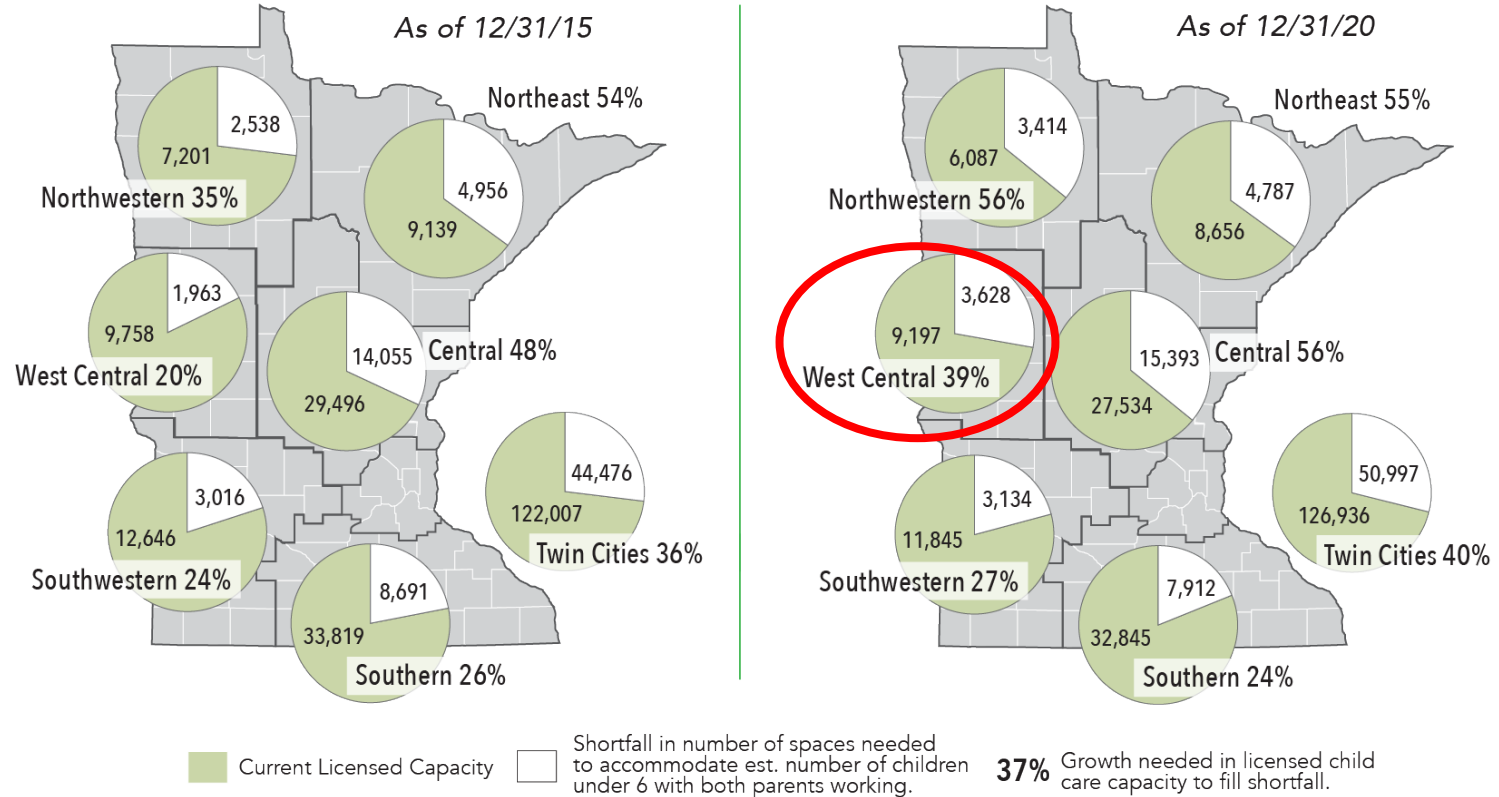 As of 12/31/15
Northeast 54%
2,538
7,201
Northwestern 35%
4,956
9,139
1,963
9,758
West Central 20%
14,055
Central 48%
29,496
44,476
122,007
Twin Cities 36%
3,016
12,646
Southwestern 24%
8,691
33,819
Southern 26%
As of 12/31/20
Northeast 55%
3,414
6,087
Northwestern 56%
4,787
8,656
3,628
9,197
West Central 39%
15,393
Central 56%
27,534
50,997
126,936
Twin Cities 40%
3,134
11,845
Southwestern 27%
7,912
32,845
Southern 24%
Current Licensed Capacity
Shortfall in number of spaces needed
to accommodate est. number of children
under 6 with both parents working.
37%
Growth needed in licensed child
care capacity to fill shortfall.